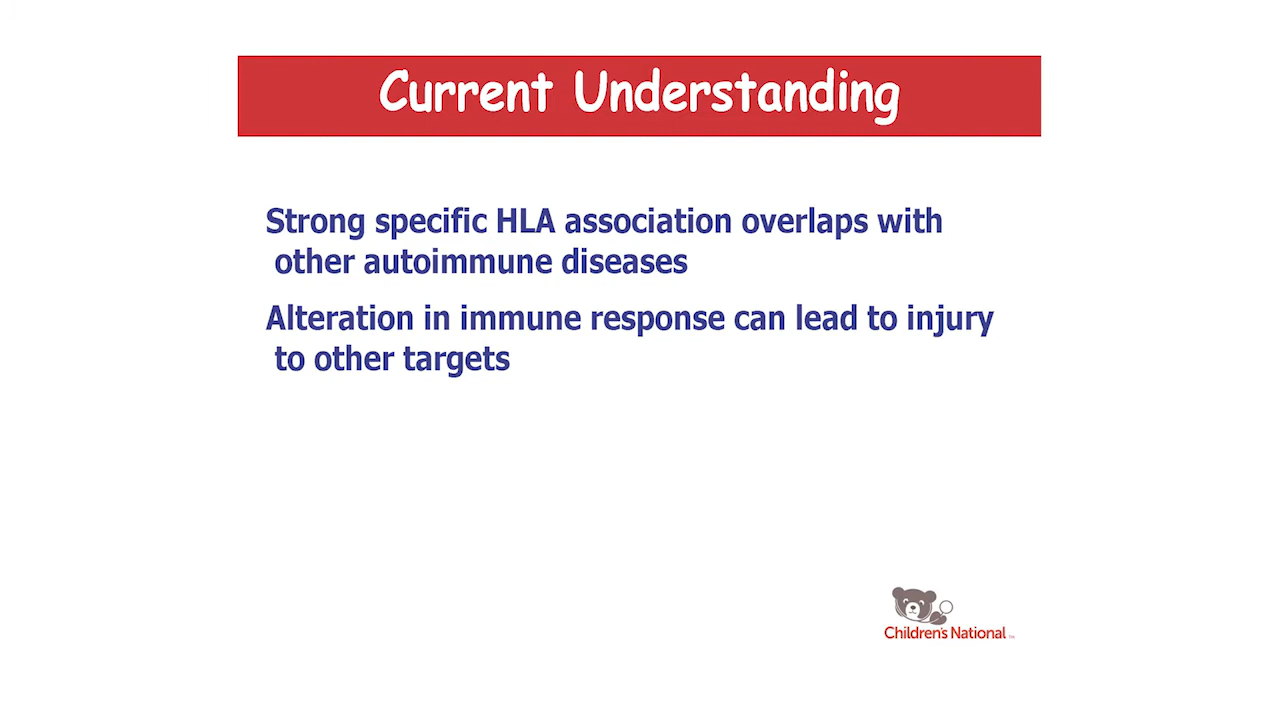 Current Understanding
Strong specific HLA association overlaps with
other autoimmune diseases
Alteration in immune response can lead to injury
to other targets
Children's National